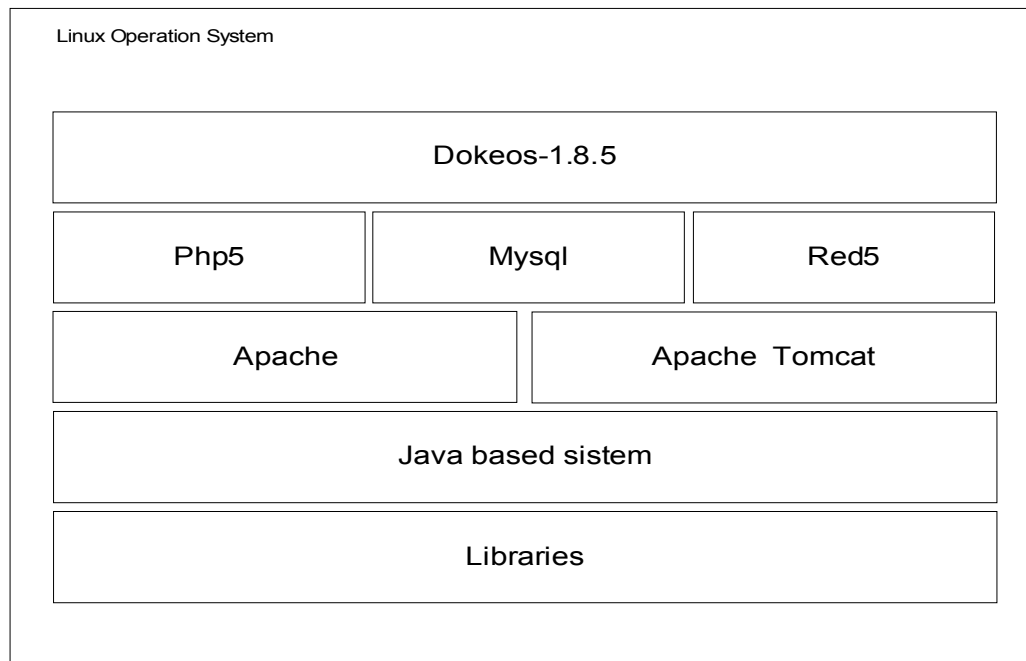 Linux Operation System
Dokeos-1.8.5
Php5
Mysql
Red5
Apache
Apache Tomcat
Java based sistem
Libraries